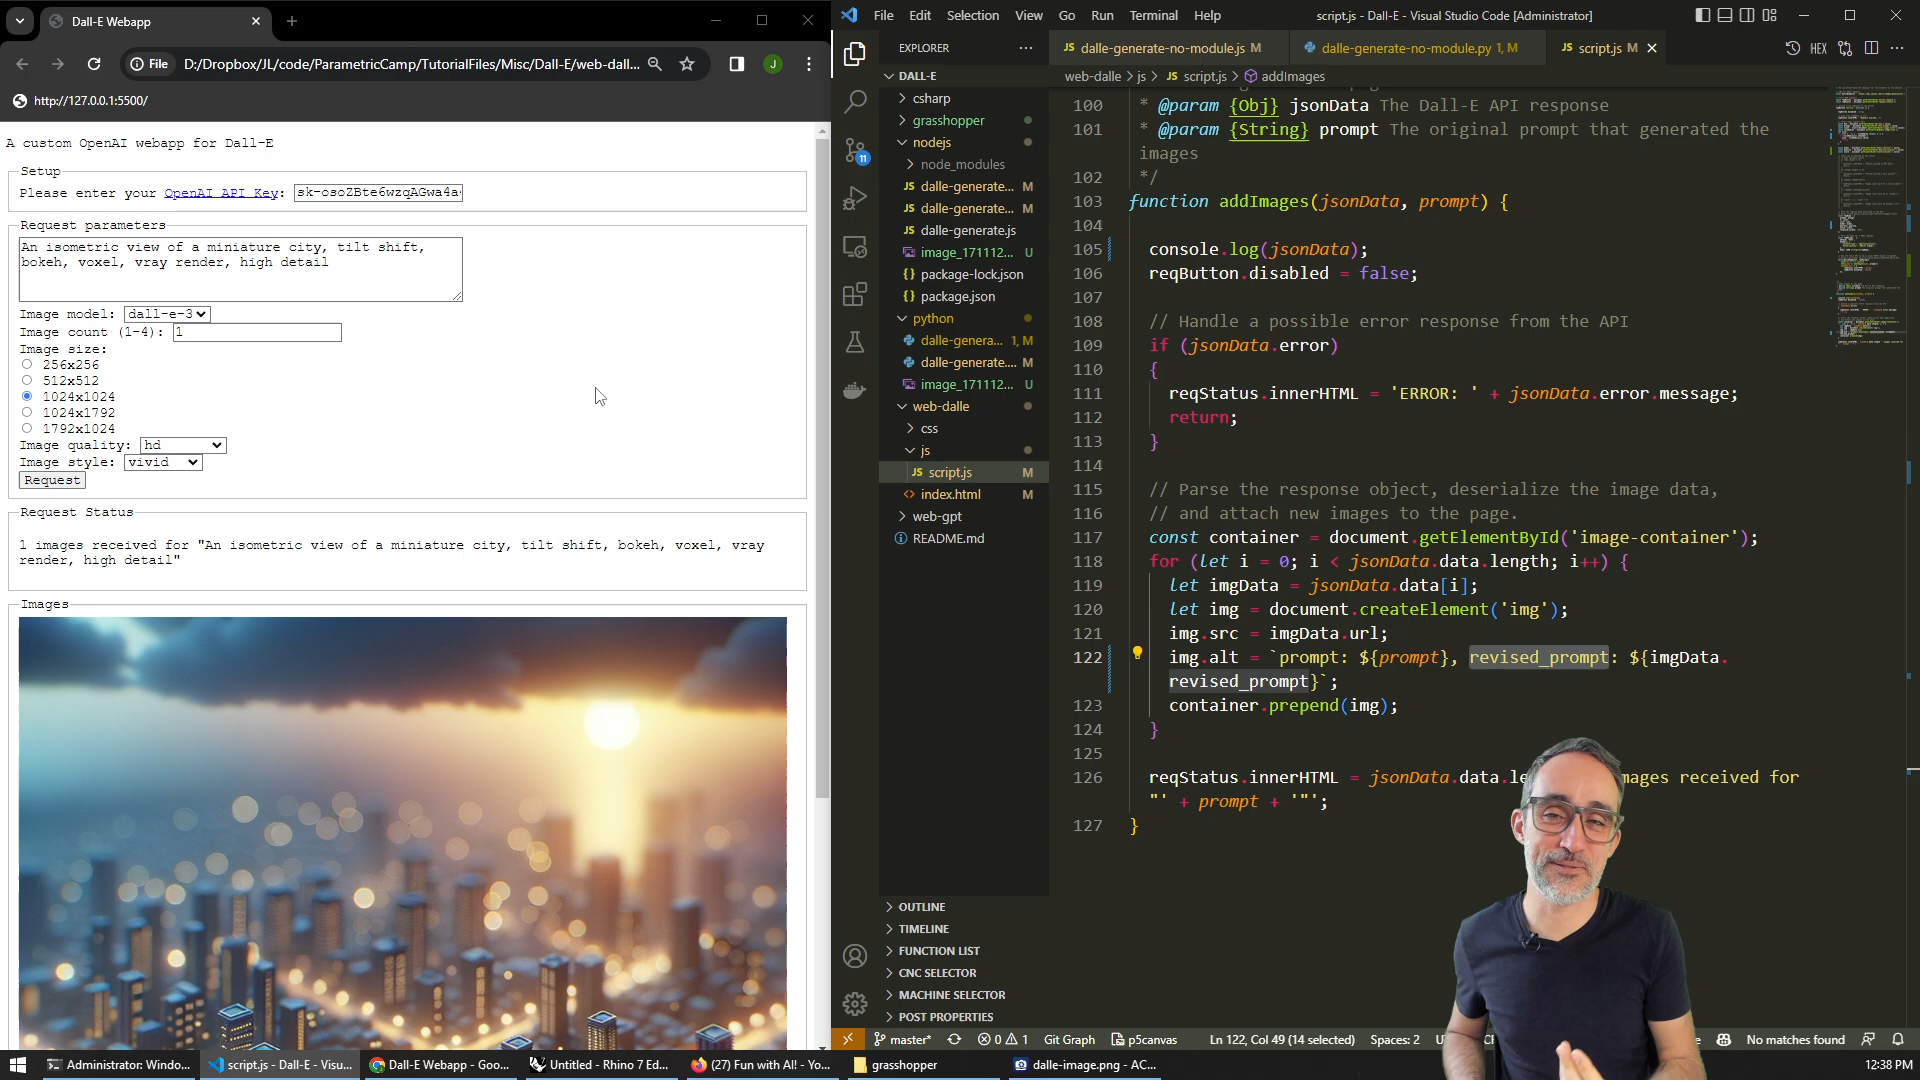 Dall-E Webapp
File
D:/Dropbox/JL/code/ParametricCamp/TutorialFiles/Misc/Dall-E/web-dall...
J
http://127.0.0.1:5500/
A custom OpenAI webapp for Dall-E
Setup
Please enter your OpenAI API Key:
Request parameters
An isometric view of a miniature city, tilt shift,
bokeh, voxel, vray render, high detail
Image model: dall-e-3
Image count (1-4): 1
Image size:
256x256
512x512
1024x1024
1024x1792
1792x1024
Image quality: hd
Image style: vivid
Request
Request Status
1 images received for "An isometric view of a miniature city, tilt shift, bokeh, voxel, vray
render, high detail"
Images
File Edit Selection View Go Run Terminal Help
script.js - Dall-E - Visual Studio Code [Administrator]
EXPLORER
DALL-E
csharp
grasshopper
nodejs
node_modules
JS dalle-generate... M
JS dalle-generate... M
JS dalle-generate.js
image_171112... U
{} package-lock.json
{} package.json
python
dalle-genera... 1, M
dalle-generate.... M
image_171112... U
web-dalle
css
js
JS script.js M
<> index.html M
web-gpt
README.md
11
OUTLINE
TIMELINE
FUNCTION LIST
CNC SELECTOR
MACHINE SELECTOR
POST PROPERTIES
JS dalle-generate-no-module.js M
dalle-generate-no-module.py 1, M
JS script.js M
HEX
web-dalle > js > JS script.js > addImages
100 * @param {Obj} jsonData The Dall-E API response
101 * @param {String} prompt The original prompt that generated the
images
102 */
103 function addImages(jsonData, prompt) {
104
105 console.log(jsonData);
106 reqButton.disabled = false;
107
108 // Handle a possible error response from the API
109 if (jsonData.error)
110 {
111 reqStatus.innerHTML = 'ERROR: ' + jsonData.error.message;
112 return;
113 }
114
115 // Parse the response object, deserialize the image data,
116 // and attach new images to the page.
117 const container = document.getElementById('image-container');
118 for (let i = 0; i < jsonData.data.length; i++) {
119 let imgData = jsonData.data[i];
120 let img = document.createElement('img');
121 img.src = imgData.url;
122 img.alt = `prompt: ${prompt}, revised_prompt: ${imgData.
revised_prompt}`;
123 container.prepend(img);
124 }
125
126 reqStatus.innerHTML = jsonData.data.le mages received for
"' + prompt + '"';
127 }
master*
0 1
Git Graph
p5canvas
Ln 122, Col 49 (14 selected)
Spaces: 2
No matches found
Administrator: Windo...
script.js - Dall-E - Visu...
Dall-E Webapp - Goo...
Untitled - Rhino 7 Ed...
(27) Fun with AI! - Yo...
grasshopper
dalle-image.png - AC...
12:38 PM